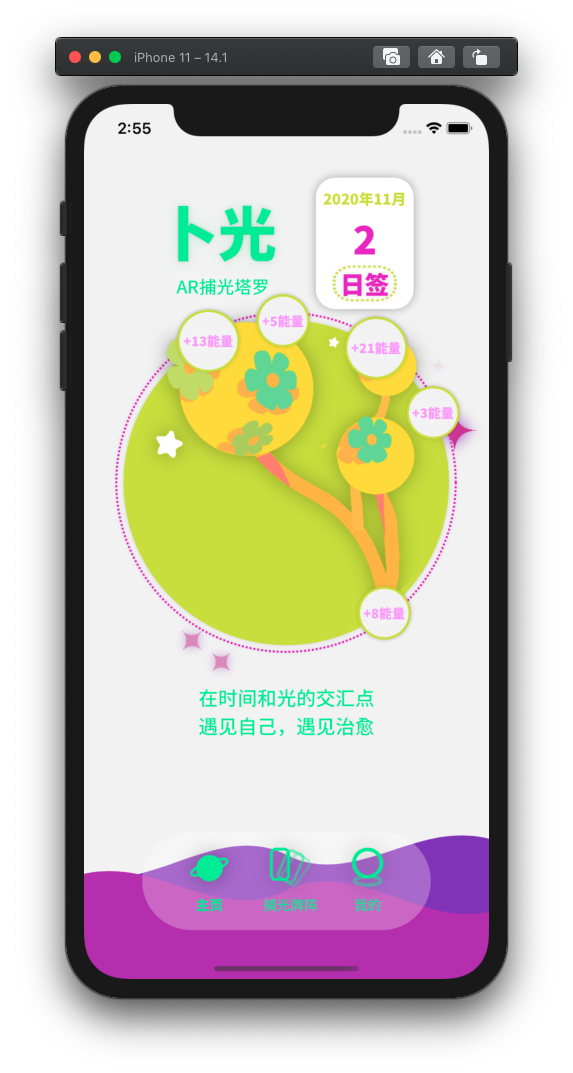 iPhone 11 – 14.1
2:55
卜光
AR捕光塔罗
2020年11月
2
日签
+13能量
+5能量
+21能量
+3能量
+8能量
在时间和光的交汇点
遇见自己，遇见治愈
主页
捕光牌阵
我的